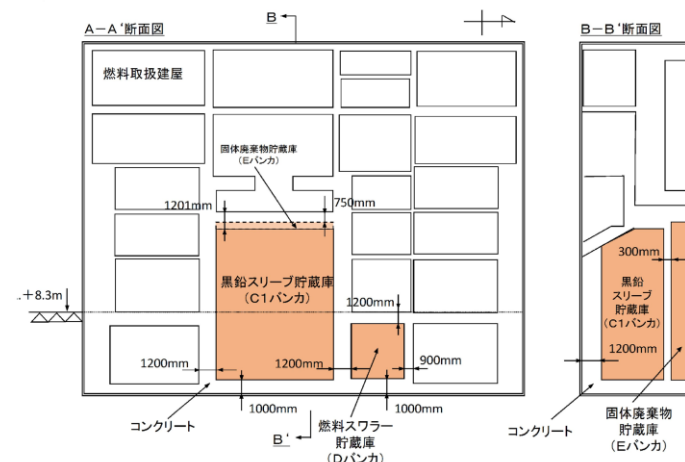 B
A－A‘断面図
B－B‘断面図
燃料取扱建屋
固体廃棄物貯蔵庫
(Eバンカ)
1201mm
750mm
黒鉛スリーブ貯蔵庫
(C1バンカ)
＋8.3m
1200mm
300mm
黒鉛
スリーブ
貯蔵庫
(C1バンカ)
1200mm
1200mm
900mm
1200mm
1000mm
1000mm
コンクリート
B‘
燃料スワラー
貯蔵庫
(Dバンカ)
コンクリート
固体廃棄物
貯蔵庫
(Eバンカ)